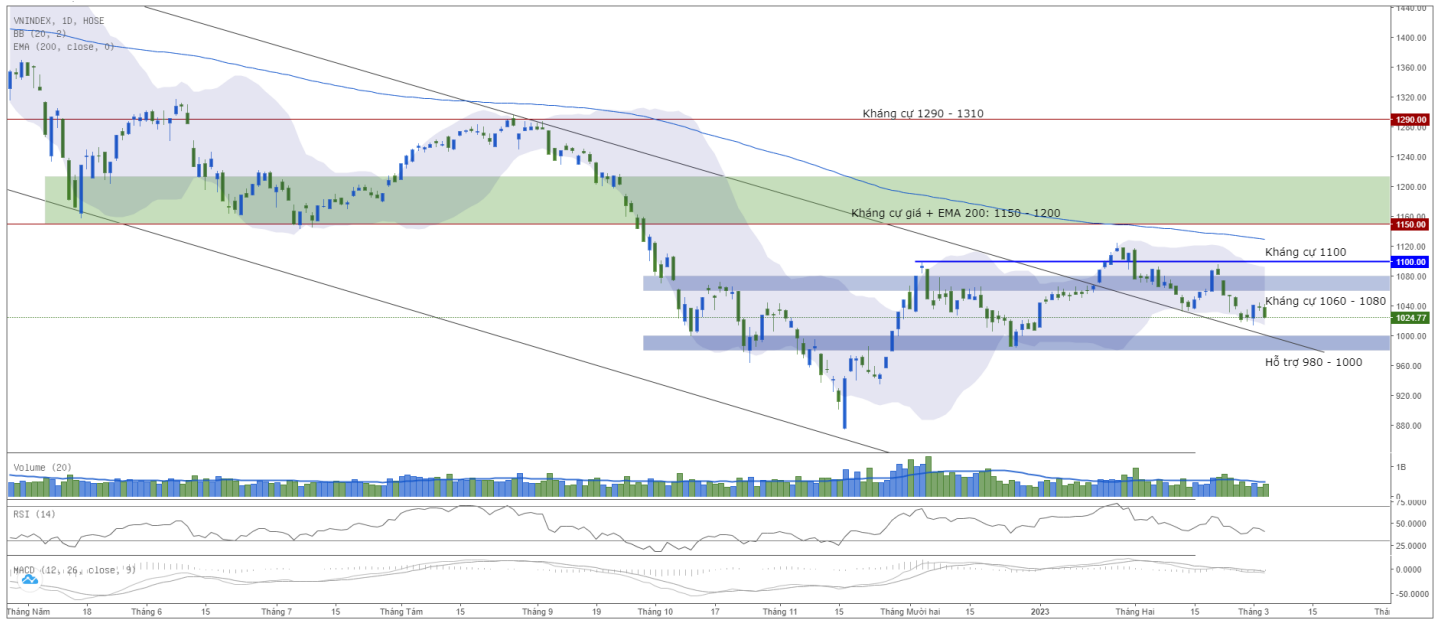 VNINDEX, 1D, HOSE
BB (20, 2)
EMA (200, close, 0)
1440.00
1400.00
1360.00
1320.00
Kháng cự 1290 - 1310
1290.00
1280.00
1240.00
1200.00
Kháng cự giá + EMA 200: 1150 - 1200
1160.00
1150.00
1120.00
Kháng cự 1100
1100.00
1080.00
Kháng cự 1060 - 1080
1040.00
1024.77
1000.00
Hỗ trợ 980 - 1000
960.00
920.00
880.00
Volume (20)
1B
0
RSI (14)
75.0000
50.0000
25.0000
MACD (12, 26, close, 9)
0.0000
-50.0000
Tháng Năm 18 Tháng 6 15 Tháng 7 15 Tháng Tám 15 Tháng 9 19 Tháng 10 17 Tháng 11 15 Tháng Mười hai 15 2023 Tháng Hai 15 Tháng 3 15